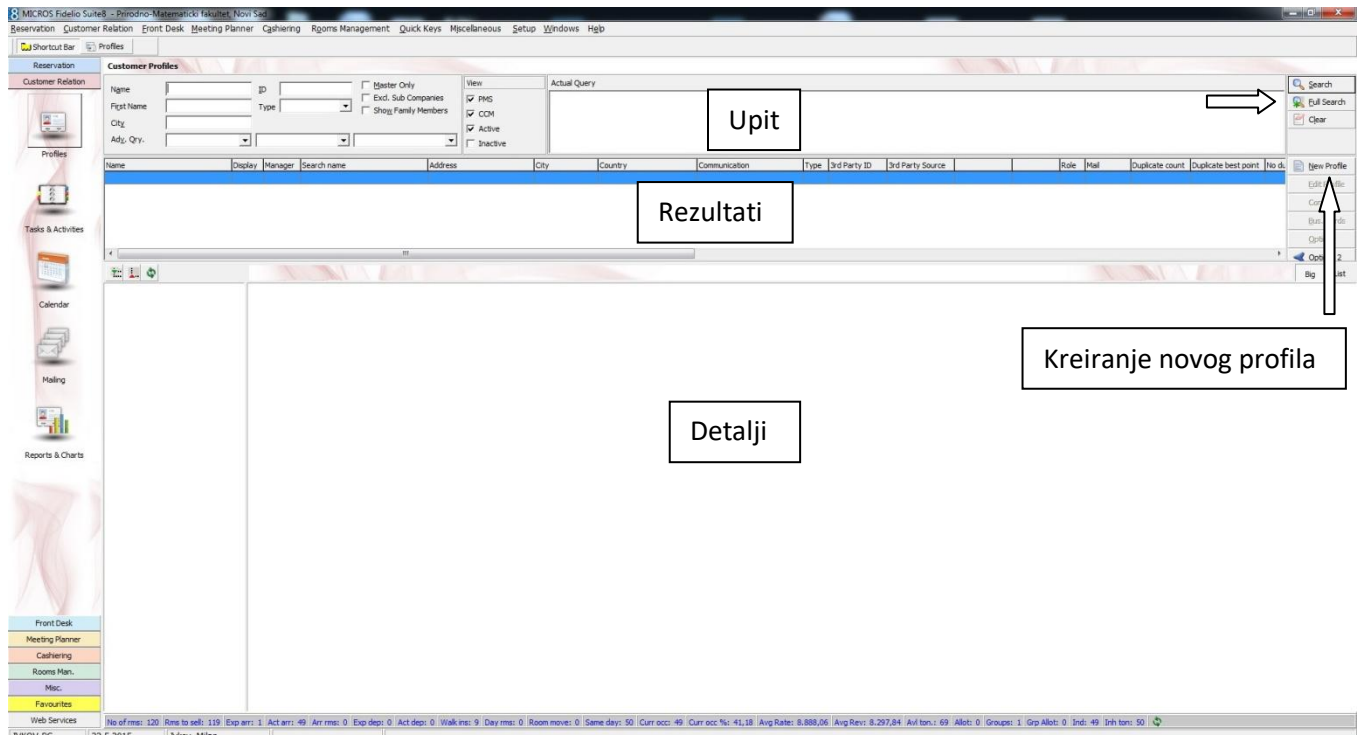 MICROS Fidelio Suite8 - Prirodno-Matematicki fakultet, Novi Sad
Reservation Customer Relation Front Desk Meeting Planner Cashiering Rooms Management Quick Keys Miscellaneous Setup Windows Help
Shortcut Bar Profiles
Reservation
Customer Relation
Profiles
Tasks & Activities
Calendar
Mailing
Reports & Charts
Front Desk
Meeting Planner
Cashiering
Rooms Man.
Misc.
Favourites
Web Services
Customer Profiles
Name ID Master Only View Actual Query
First Name Type Excl. Sub Companies PMS
City Show Family Members CCM
Adv. Qry. Active
Inactive
Upit
Search
Full Search
Clear
Name Display Manager Search name Address City Country Communication Type 3rd Party ID 3rd Party Source Role Mail Duplicate count Duplicate best point No du
Rezultati
New Profile
Big
Kreiranje novog profila
Detalji
No of rms: 120 Rms to sell: 119 Exp arr: 1 Act arr: 49 Arr rms: 0 Exp dep: 0 Act dep: 0 Walk ins: 9 Day rms: 0 Room move: 0 Same day: 50 Curr occ: 49 Curr occ %: 41,18 Avg Rate: 8.888,06 Avg Rev: 8.297,84 Avl ton.: 69 Allot: 0 Groups: 1 Grp Allot: 0 Ind: 49 Inh ton: 50